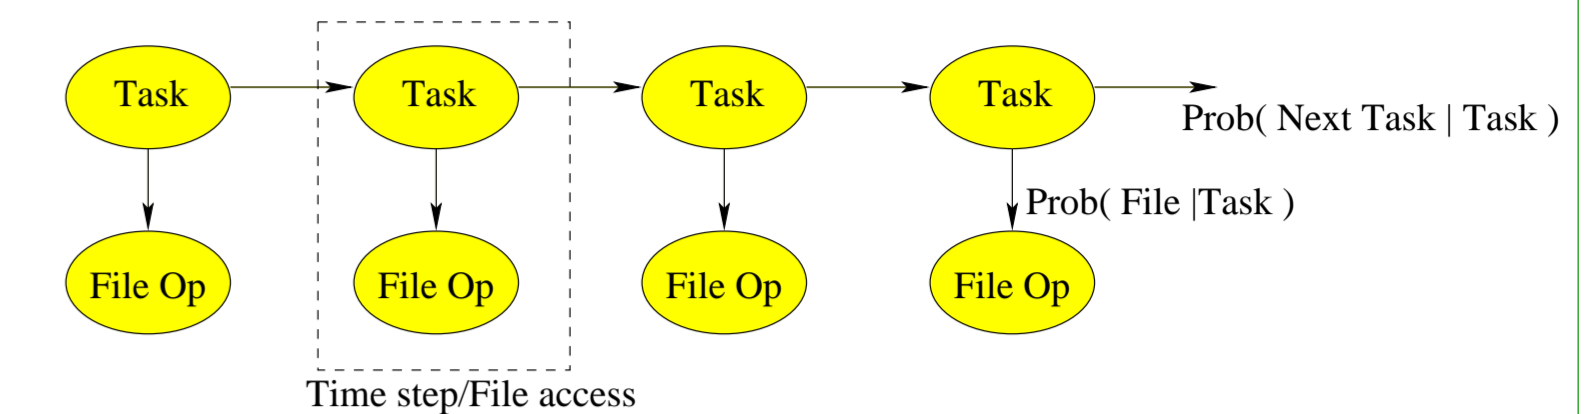 Task
Task
Task
Task
Prob( Next Task | Task )
Prob( File |Task )
File Op
File Op
File Op
File Op
Time step/File access